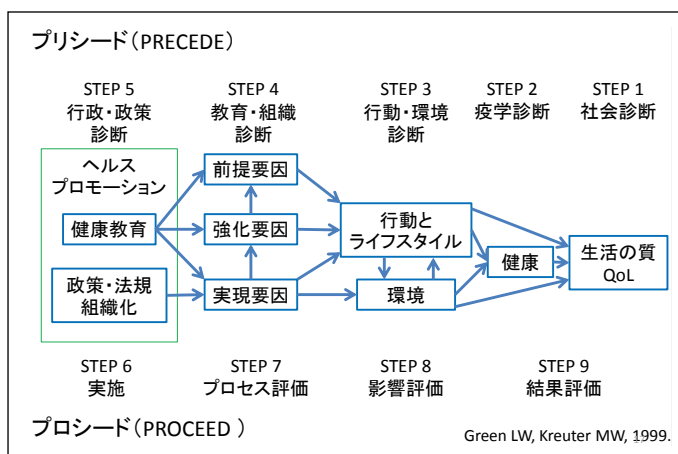 プリシード（PRECEDE）
STEP 5
行政・政策
診断
STEP 4
教育・組織
診断
STEP 3
行動・環境
診断
STEP 2
疫学診断
STEP 1
社会診断
ヘルス
プロモーション
健康教育
政策・法規
組織化
前提要因
強化要因
実現要因
行動と
ライフスタイル
環境
健康
生活の質
QoL
STEP 6
実施
STEP 7
プロセス評価
STEP 8
影響評価
STEP 9
結果評価
プロシード（PROCEED ）
Green LW, Kreuter MW, 1999.